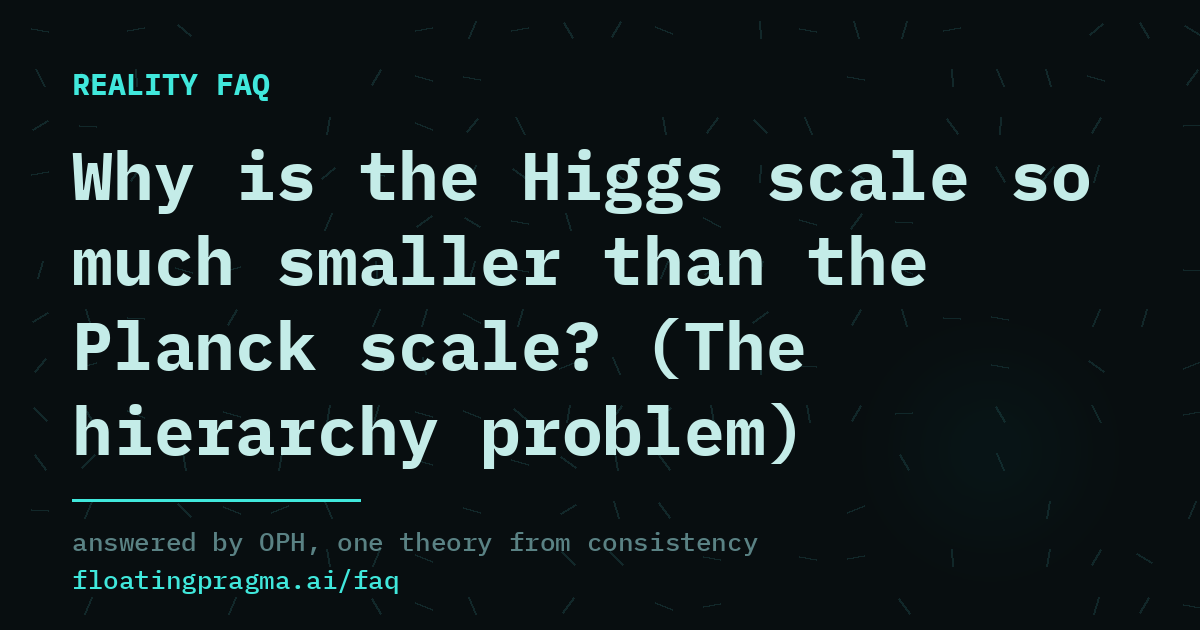 REALITY FAQ
Why is the Higgs scale so
much smaller than the
Planck scale? (The
hierarchy problem)
answered by OPH, one theory from consistency
floatingpragma.ai/faq